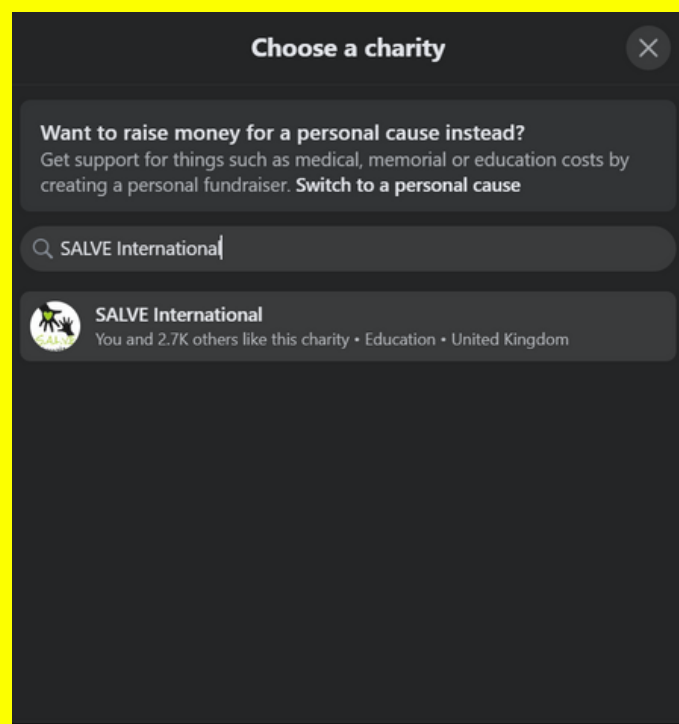 Choose a charity
Want to raise money for a personal cause instead?
Get support for things such as medical, memorial or education costs by
creating a personal fundraiser. Switch to a personal cause
SALVE International
SALVE International
You and 2.7K others like this charity • Education • United Kingdom
SALVE